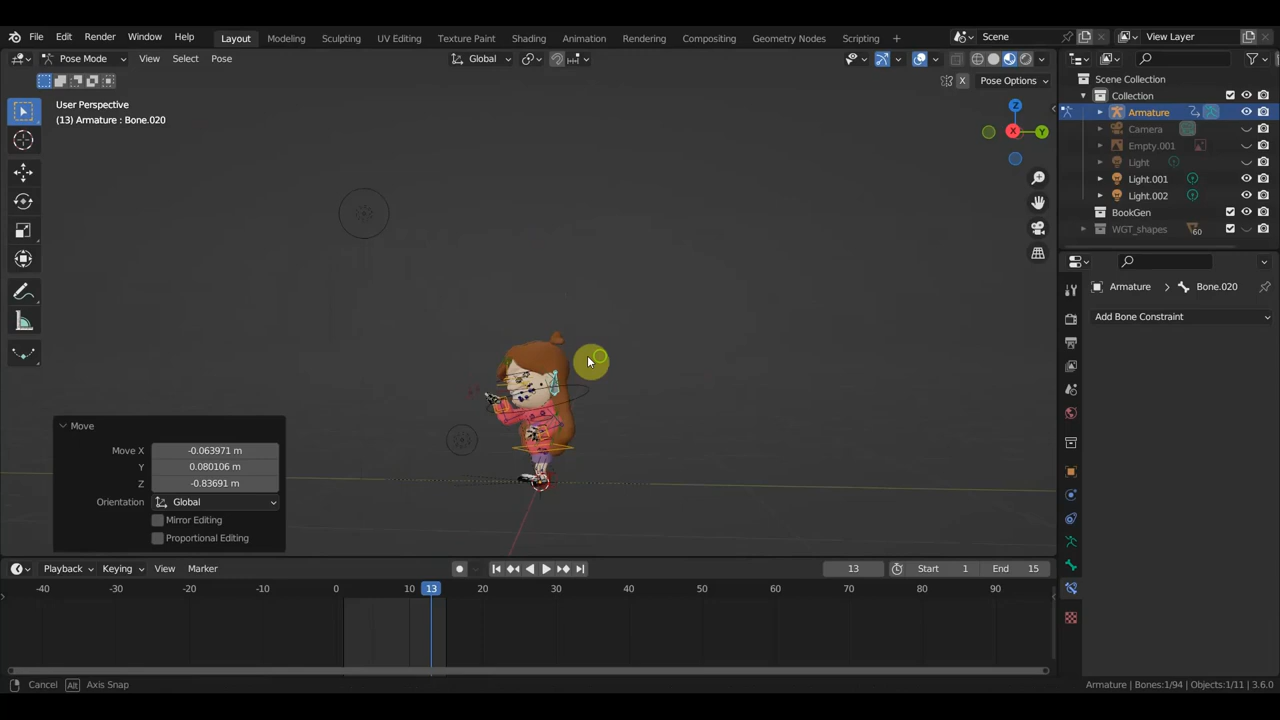 File Edit Render Window Help Layout Modeling Sculpting UV Editing Texture Paint Shading Animation Rendering Compositing Geometry Nodes Scripting + Scene View Layer
Pose Mode View Select Pose Global
X Pose Options
Scene Collection
Collection
Armature
Camera
Empty.001
Light
Light.001
Light.002
BookGen
WGT_shapes 60
User Perspective
(13) Armature : Bone.020
Z
X
Y
Armature > Bone.020
Add Bone Constraint
Move
Move X -0.063971 m
Y 0.080106 m
Z -0.83691 m
Orientation Global
Mirror Editing
Proportional Editing
Playback Keying View Marker 13 Start 1 End 15
-40 -30 -20 -10 0 10 13 20 30 40 50 60 70 80 90
Cancel Alt Axis Snap Armature | Bones:1/94 | Objects:1/11 | 3.6.0